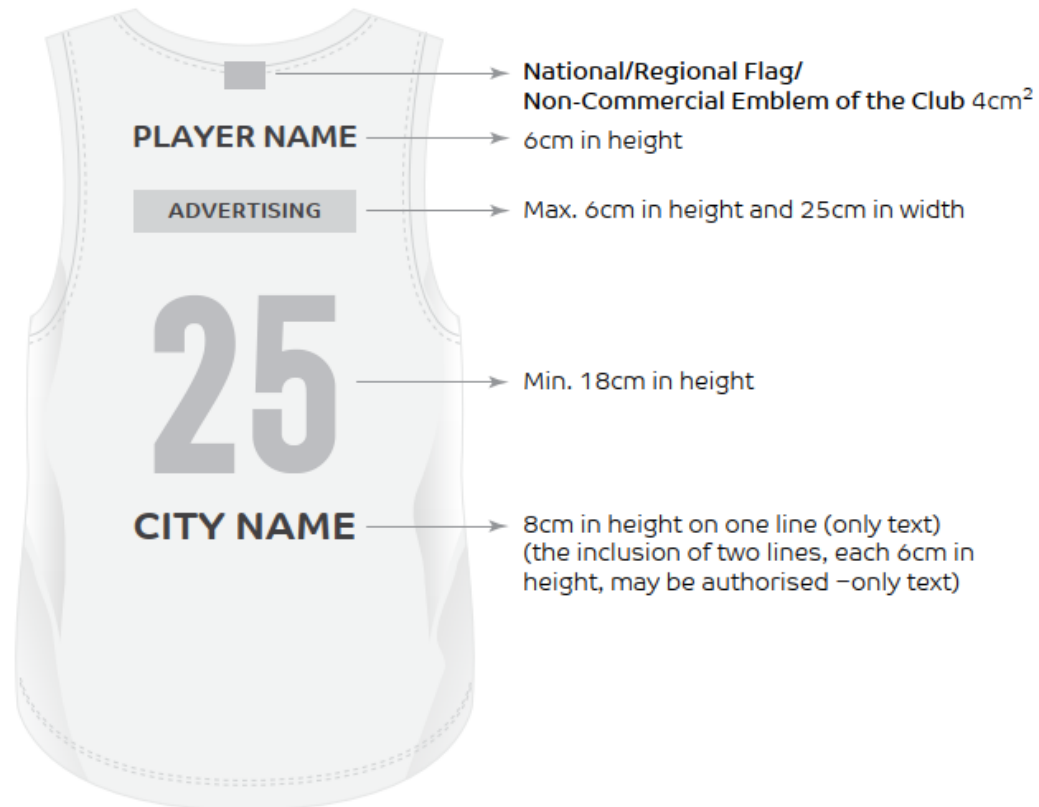 National/Regional Flag/
Non-Commercial Emblem of the Club 4cm²
PLAYER NAME
6cm in height
ADVERTISING
Max. 6cm in height and 25cm in width
25
Min. 18cm in height
CITY NAME
8cm in height on one line (only text)
(the inclusion of two lines, each 6cm in
height, may be authorised –only text)